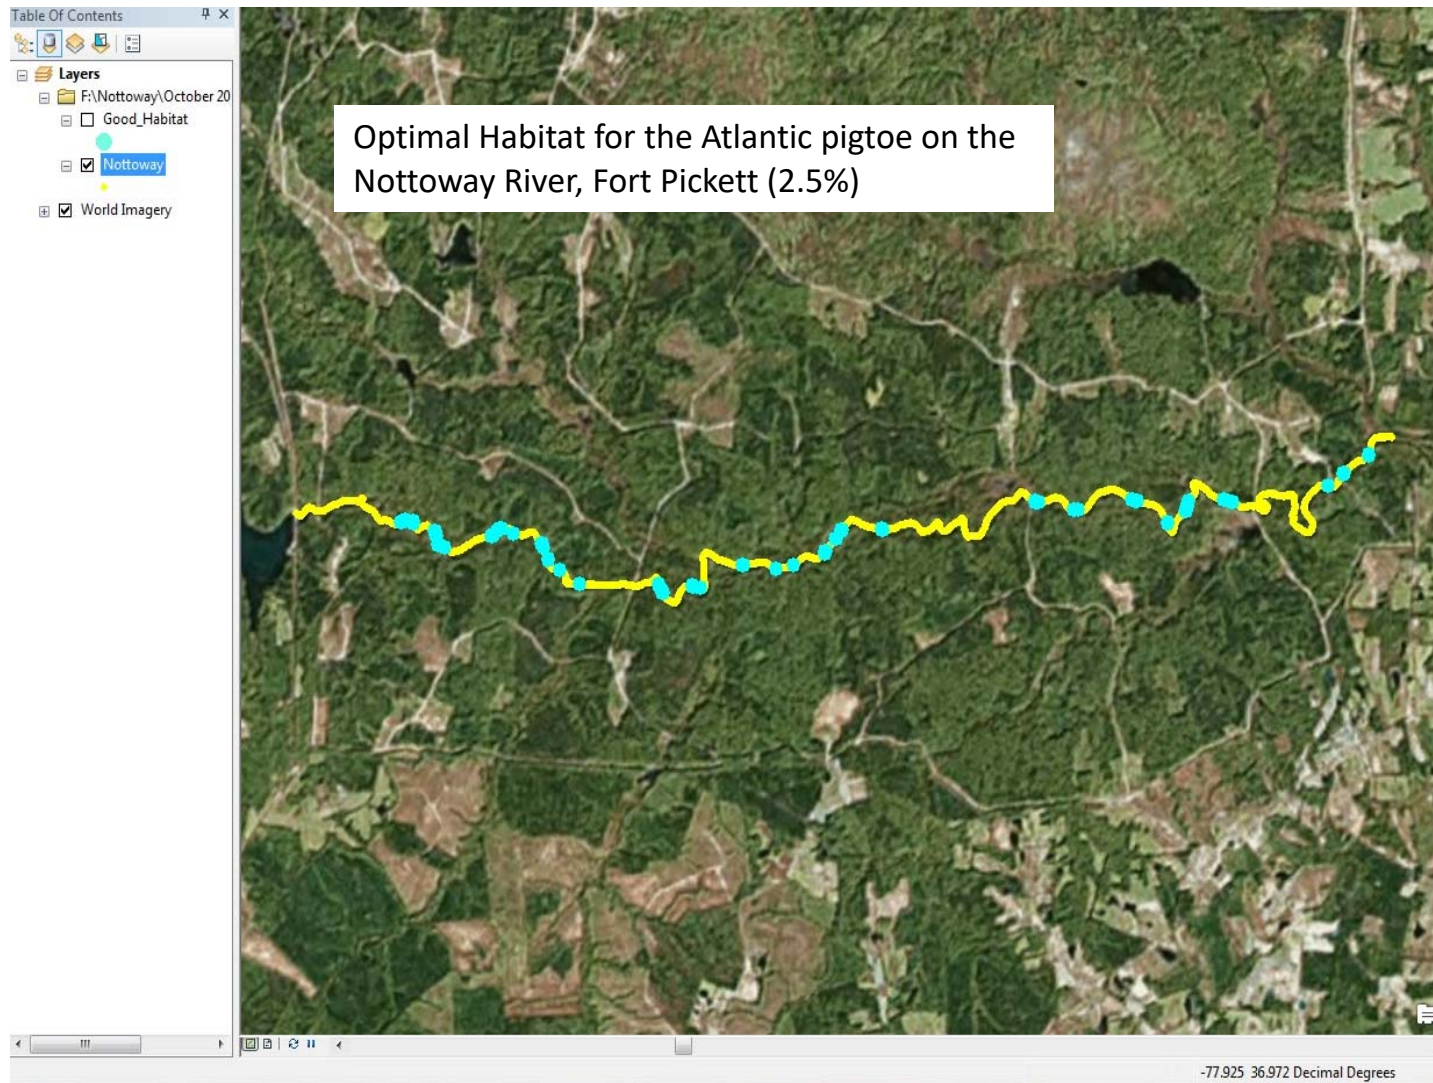 Table Of Contents
Layers
F:\Nottoway\October 20
Good_Habitat
Nottoway
World Imagery
Optimal Habitat for the Atlantic pigtoe on the
Nottoway River, Fort Pickett (2.5%)
-77.925 36.972 Decimal Degrees